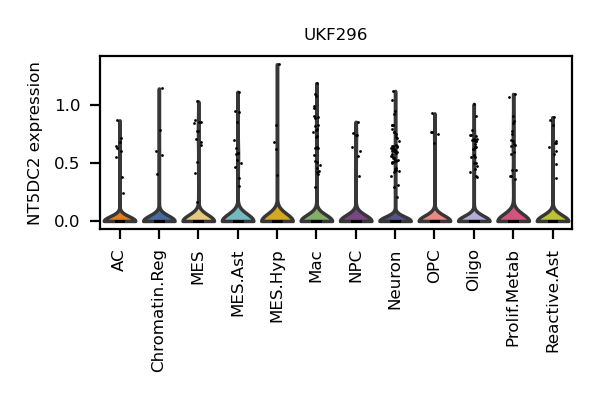 UKF296
NT5DC2 expression
1.0
0.5
0.0
AC
Chromatin.Reg
MES
MES.Ast
MES.Hyp
Mac
NPC
Neuron
OPC
Oligo
Prolif.Metab
Reactive.Ast